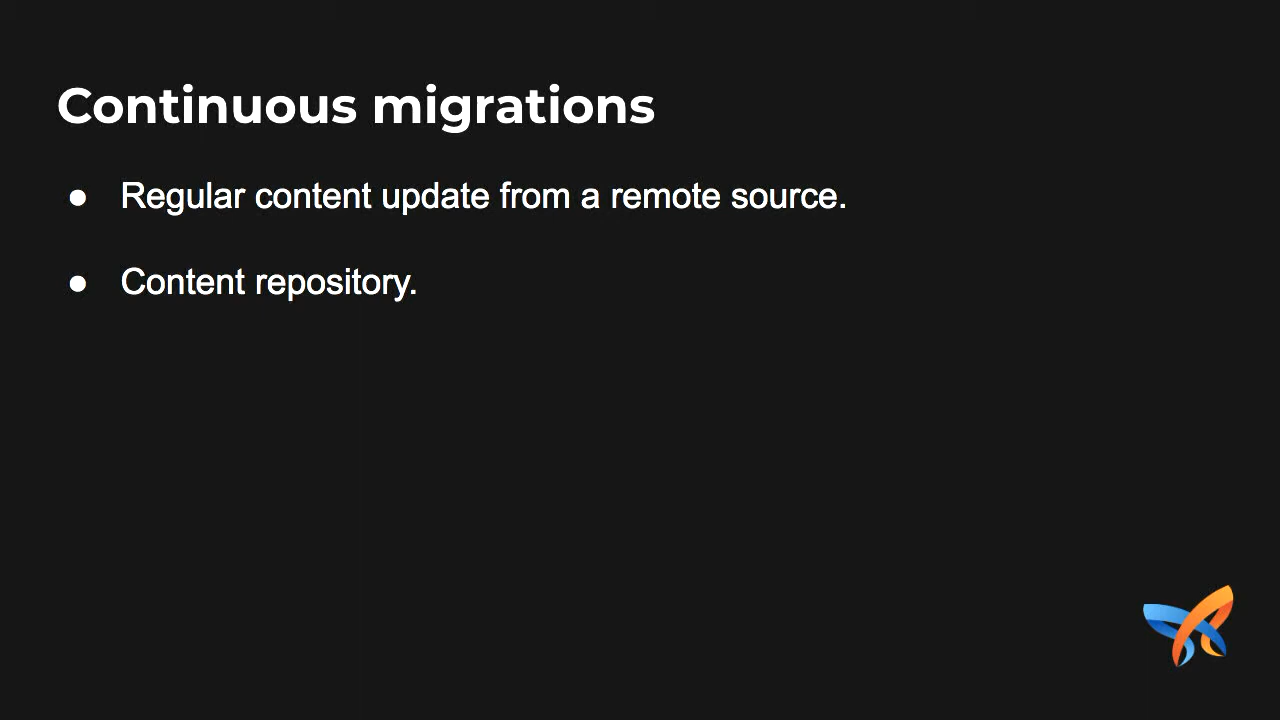 Continuous migrations
● Regular content update from a remote source.
● Content repository.